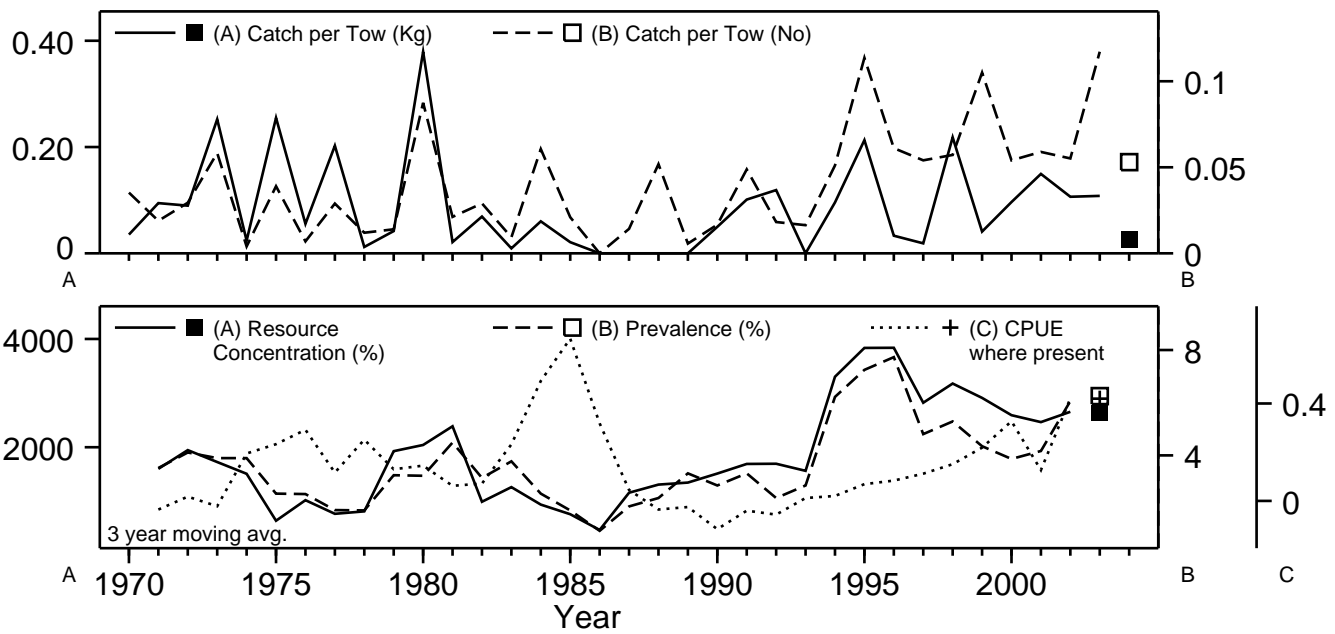 (A) Catch per Tow (Kg) (B) Catch per Tow (No)
0.40
0.20
0
0.1
0.05
0
A B
(A) Resource (B) Prevalence (%) (C) CPUE
Concentration (%) where present
4000
2000
8
4
0.4
0
3 year moving avg.
A B C
1970 1975 1980 1985 1990 1995 2000
Year